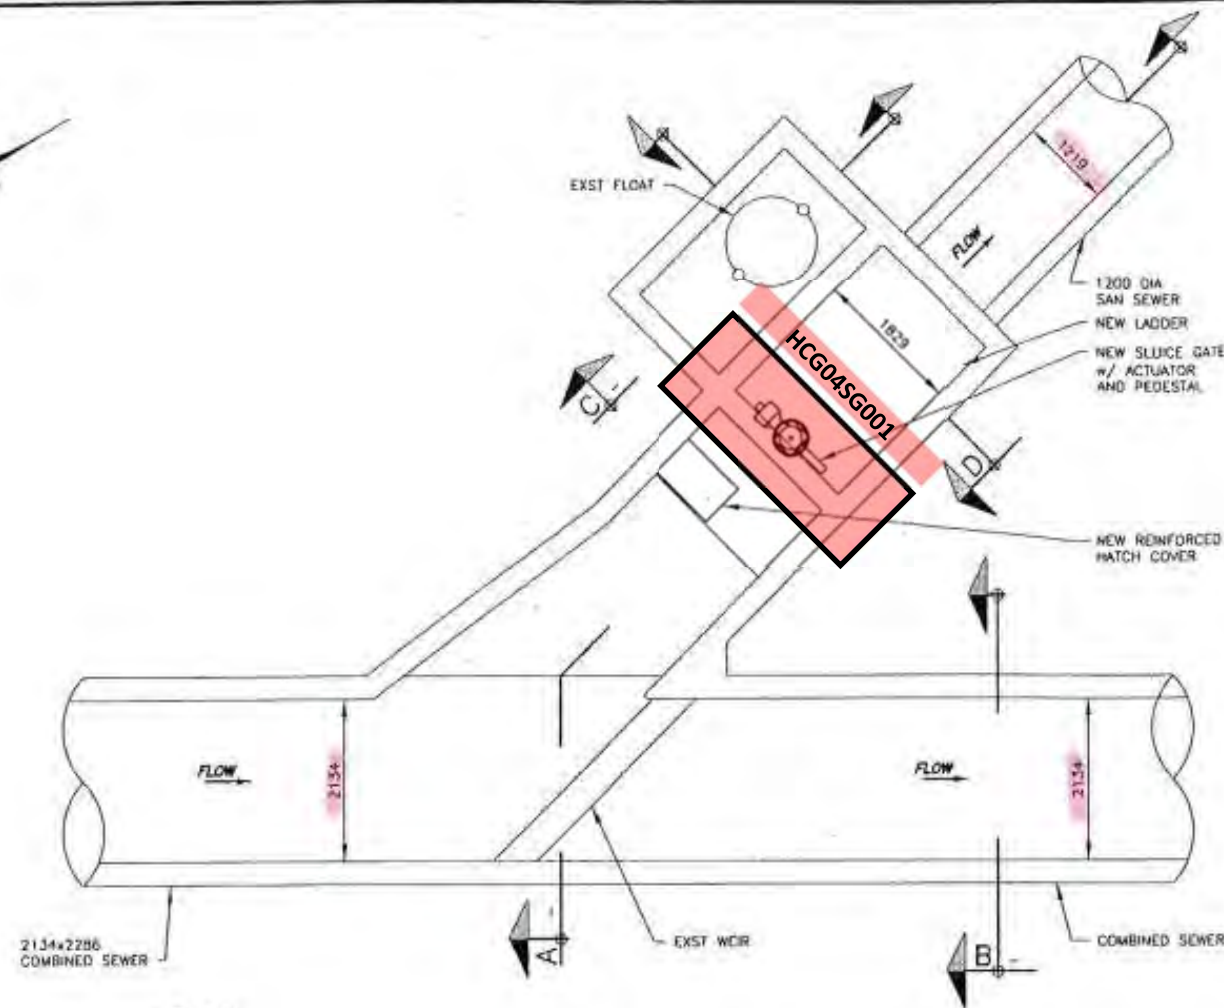 EXST FLOAT
1219
FLOW
1200 DIA
SAN SEWER
NEW LADDER
1829
NEW SLUICE GATE
w/ ACTUATOR
AND PEDESTAL
HCG04SG001
C
D
NEW REINFORCED
HATCH COVER
FLOW
2134
FLOW
2134
2134x2286
COMBINED SEWER
A
EXST WEIR
B
COMBINED SEWER